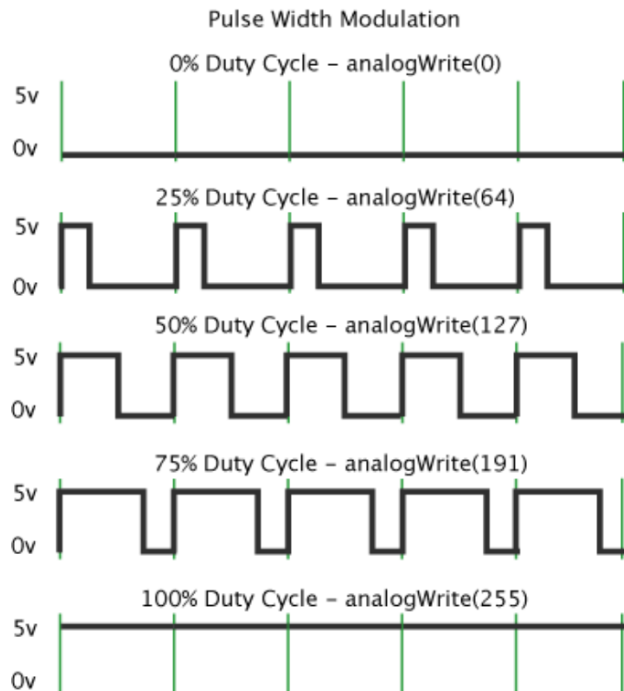 Pulse Width Modulation
0% Duty Cycle – analogWrite(0)
5v
0v
25% Duty Cycle – analogWrite(64)
5v
0v
50% Duty Cycle – analogWrite(127)
5v
0v
75% Duty Cycle – analogWrite(191)
5v
0v
100% Duty Cycle – analogWrite(255)
5v
0v